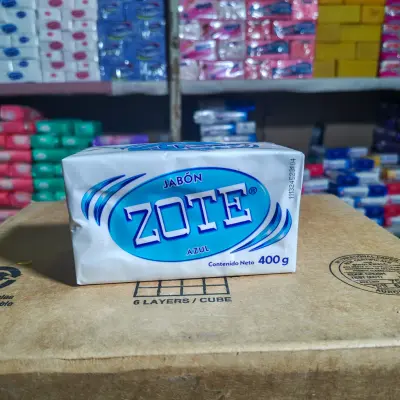 JABÓN
ZOTE®
AZUL
Contenido Neto 400 g
6 LAYERS / CUBE